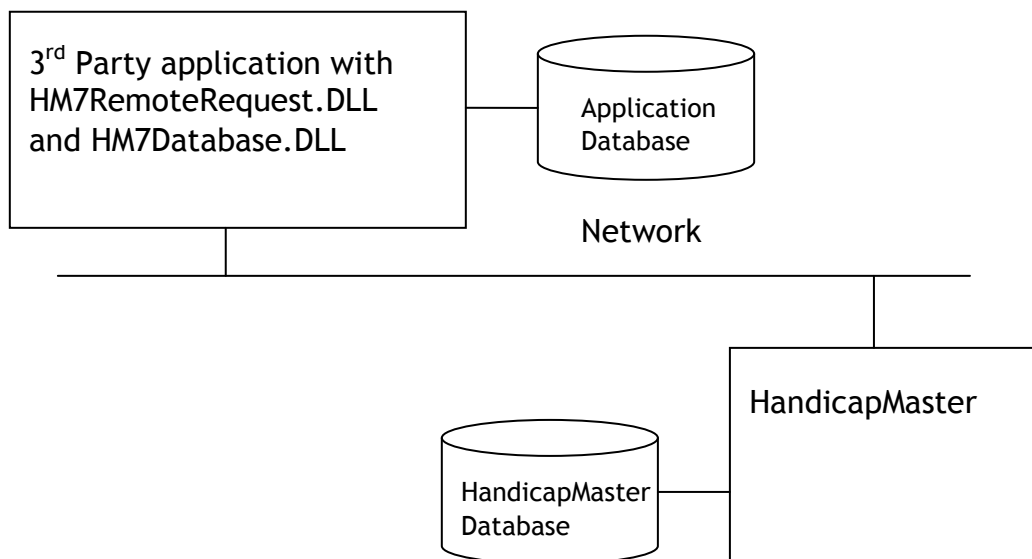 3rd Party application with
HM7RemoteRequest.DLL
and HM7Database.DLL
Application
Database
Network
HandicapMaster
HandicapMaster
Database